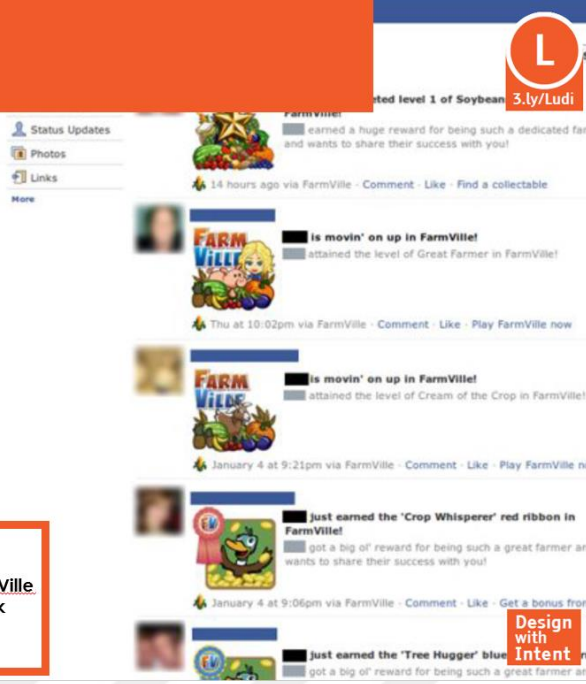 L
3.ly/Ludi
level 1 of Soybean
FarmVille!
earned a huge reward for being such a dedicated
and wants to share their success with you!
14 hours ago via FarmVille · Comment · Like · Find a collectable
Status Updates
Photos
Links
More
FARM
VILLE
is movin' on up in FarmVille!
attained the level of Great Farmer in FarmVille!
Thu at 10:02pm via FarmVille · Comment · Like · Play FarmVille now
FARM
VILLE
is movin' on up in FarmVille!
attained the level of Cream of the Crop in FarmVille!
January 4 at 9:21pm via FarmVille · Comment · Like · Play FarmVille
FV
just earned the 'Crop Whisperer' red ribbon in
FarmVille!
got a big ol' reward for being such a great farmer
wants to share their success with you!
January 4 at 9:06pm via FarmVille · Comment · Like · Get a bonus
Ville
Design
with
Intent
just earned the 'Tree Hugger' blue
got a big ol' reward for being such a great farmer